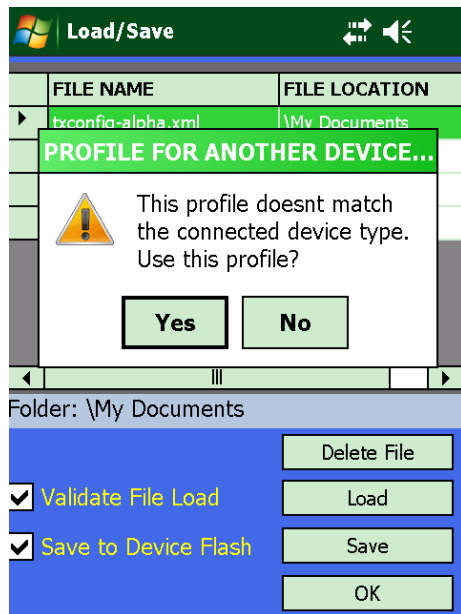 Load/Save
FILE NAME FILE LOCATION
txconfig-alpha.xml \My Documents
PROFILE FOR ANOTHER DEVICE...
This profile doesnt match
the connected device type.
Use this profile?
Yes No
Folder: \My Documents
Delete File
Validate File Load Load
Save to Device Flash Save
OK